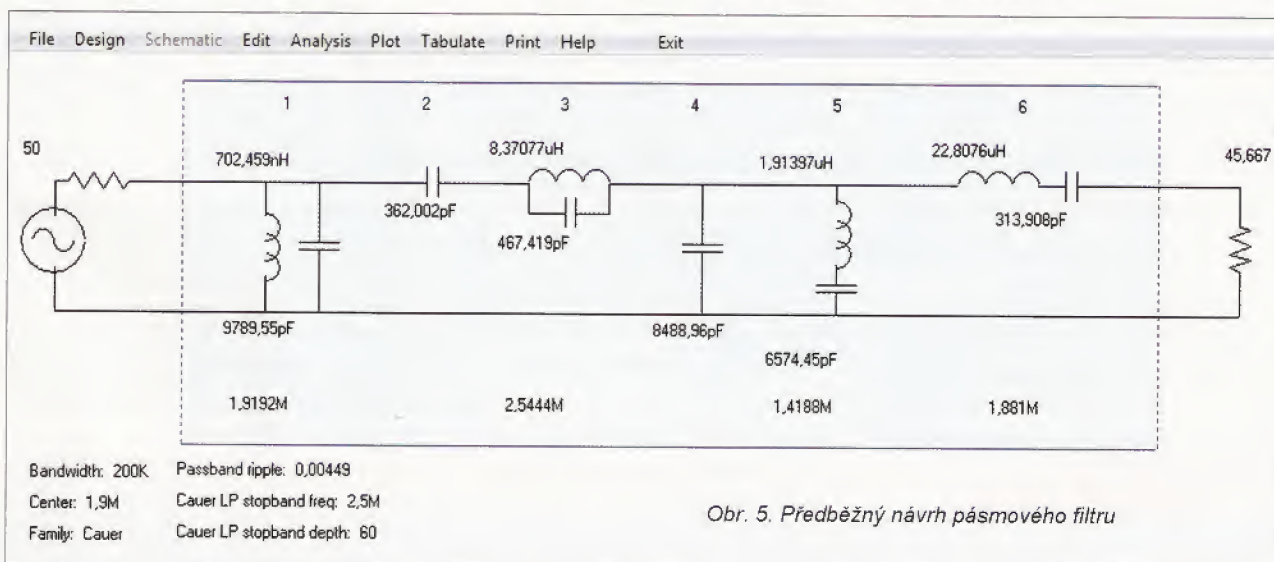 File Design Schematic Edit Analysis Plot Tabulate Print Help Exit
1 2 3 4 5 6
50 702,459nH 8,37077uH 1,91397uH 22,8076uH 45,667
362,002pF 467,419pF 313,908pF
9789,55pF 8488,96pF 6574,45pF
1,9192M 2,5444M 1,4188M 1,881M
Bandwidth: 200K Passband ripple: 0,00449
Center: 1,9M Cauer LP stopband freq: 2,5M
Family: Cauer Cauer LP stopband depth: 60
Obr. 5. Předběžný návrh pásmového filtru